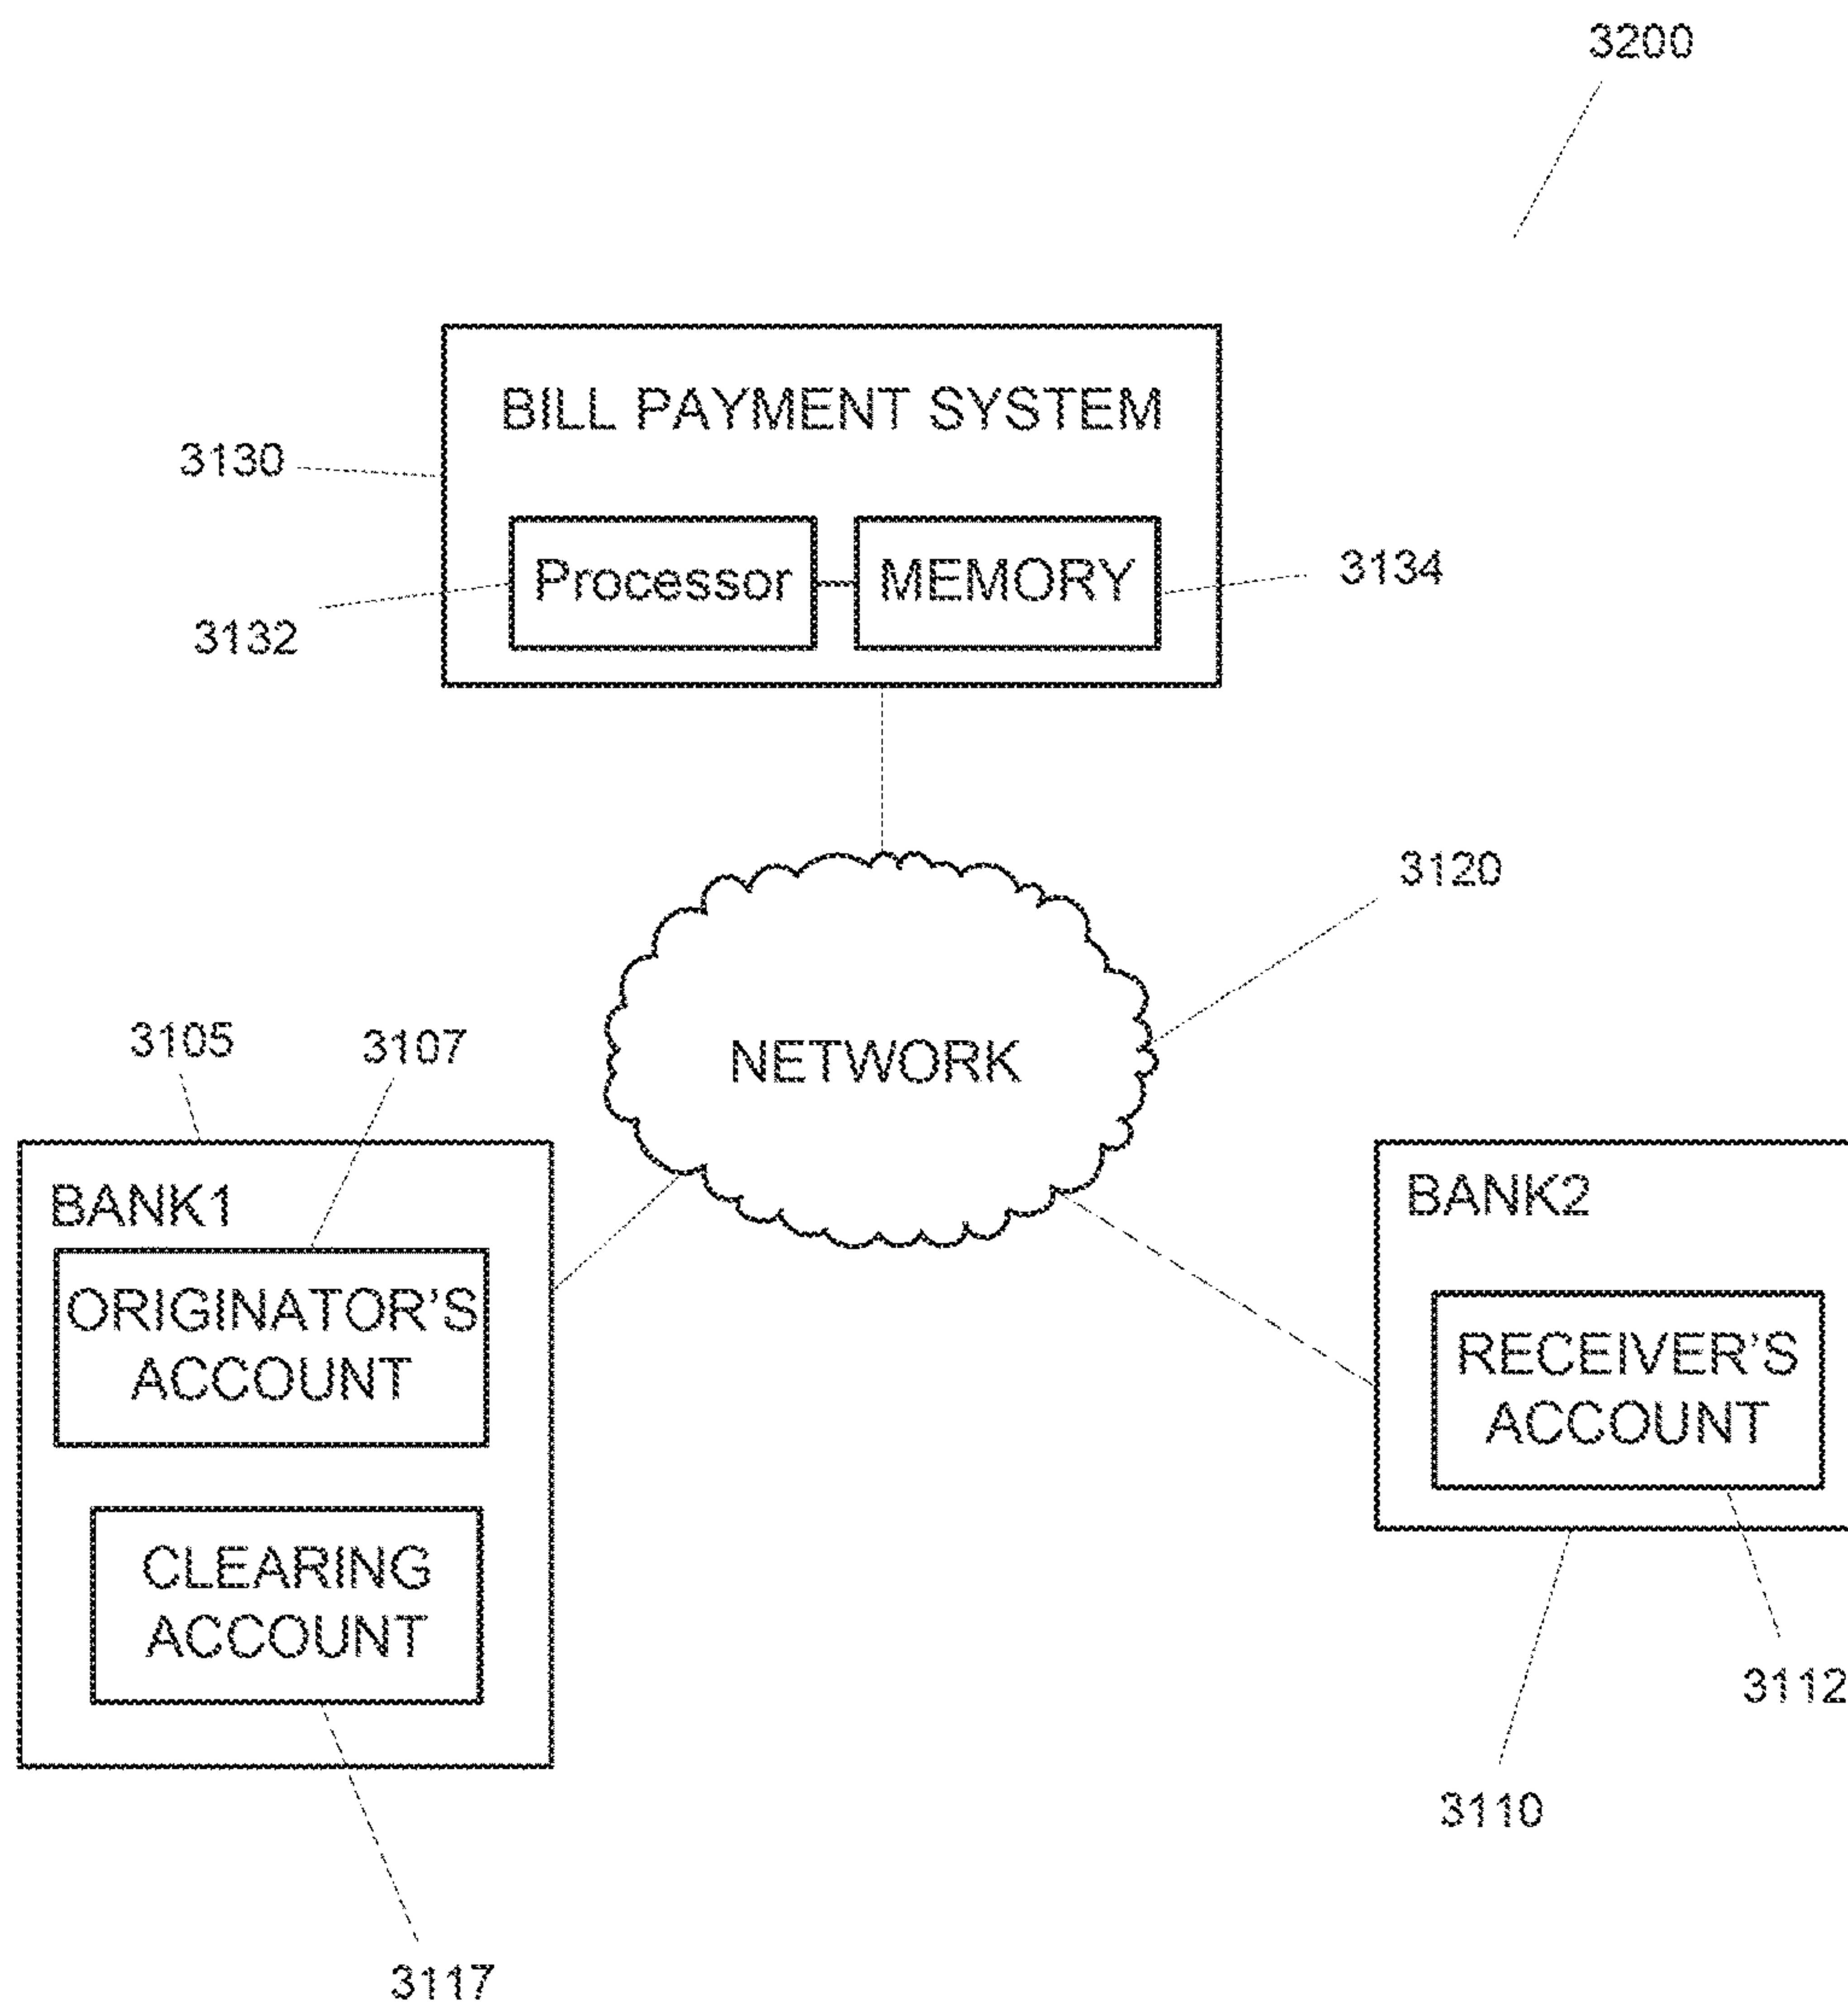 3200
BILL PAYMENT SYSTEM
3130
Processor
MEMORY
3134
3132
3120
NETWORK
3105
3107
BANK1
ORIGINATOR'S
ACCOUNT
CLEARING
ACCOUNT
3117
BANK2
RECEIVER'S
ACCOUNT
3112
3110